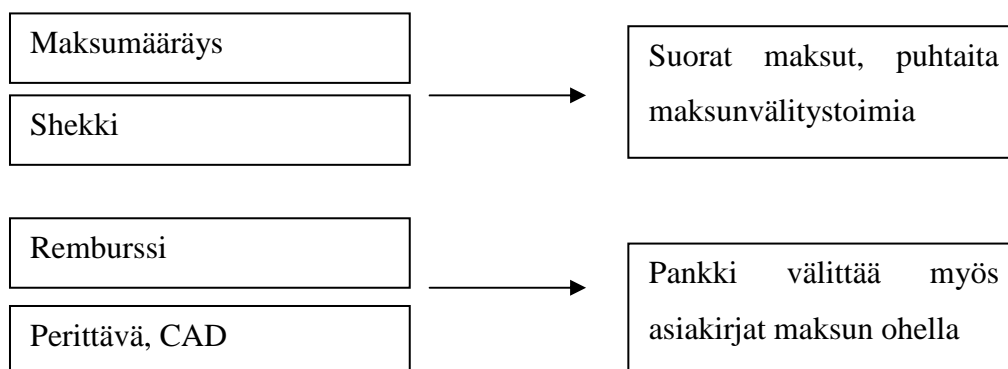 Maksumääräys
Shekki
Suorat maksut, puhtaita
maksunvälitystoimia
Remburssi
Perittävä, CAD
Pankki välittää myös
asiakirjat maksun ohella